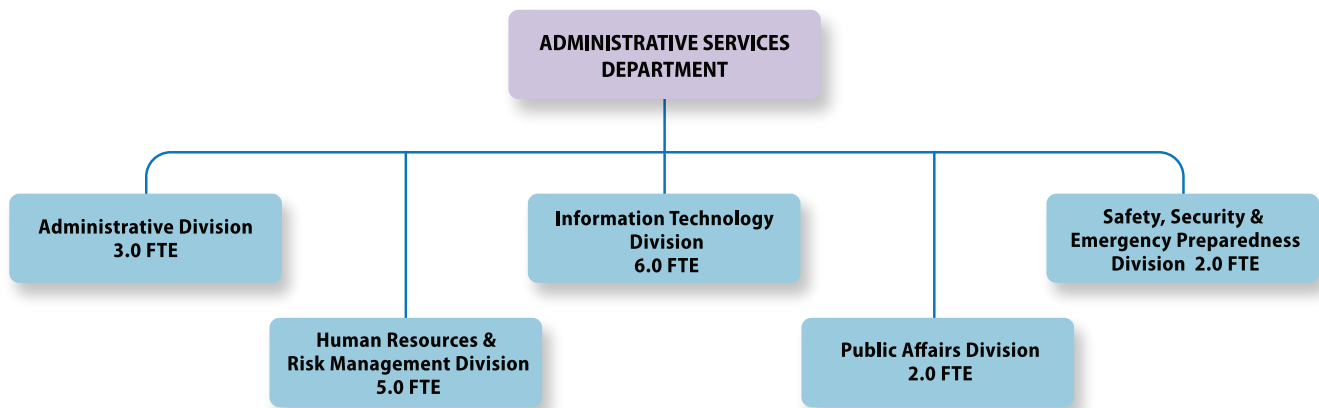 ADMINISTRATIVE SERVICES
DEPARTMENT
Administrative Division
3.0 FTE
Human Resources &
Risk Management Division
5.0 FTE
Information Technology
Division
6.0 FTE
Public Affairs Division
2.0 FTE
Safety, Security &
Emergency Preparedness
Division 2.0 FTE